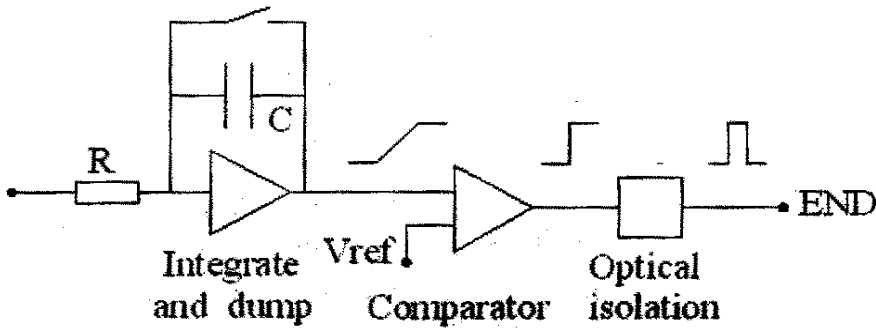 C
R
END
Vref
Integrate
and dump
Comparator
Optical
isolation